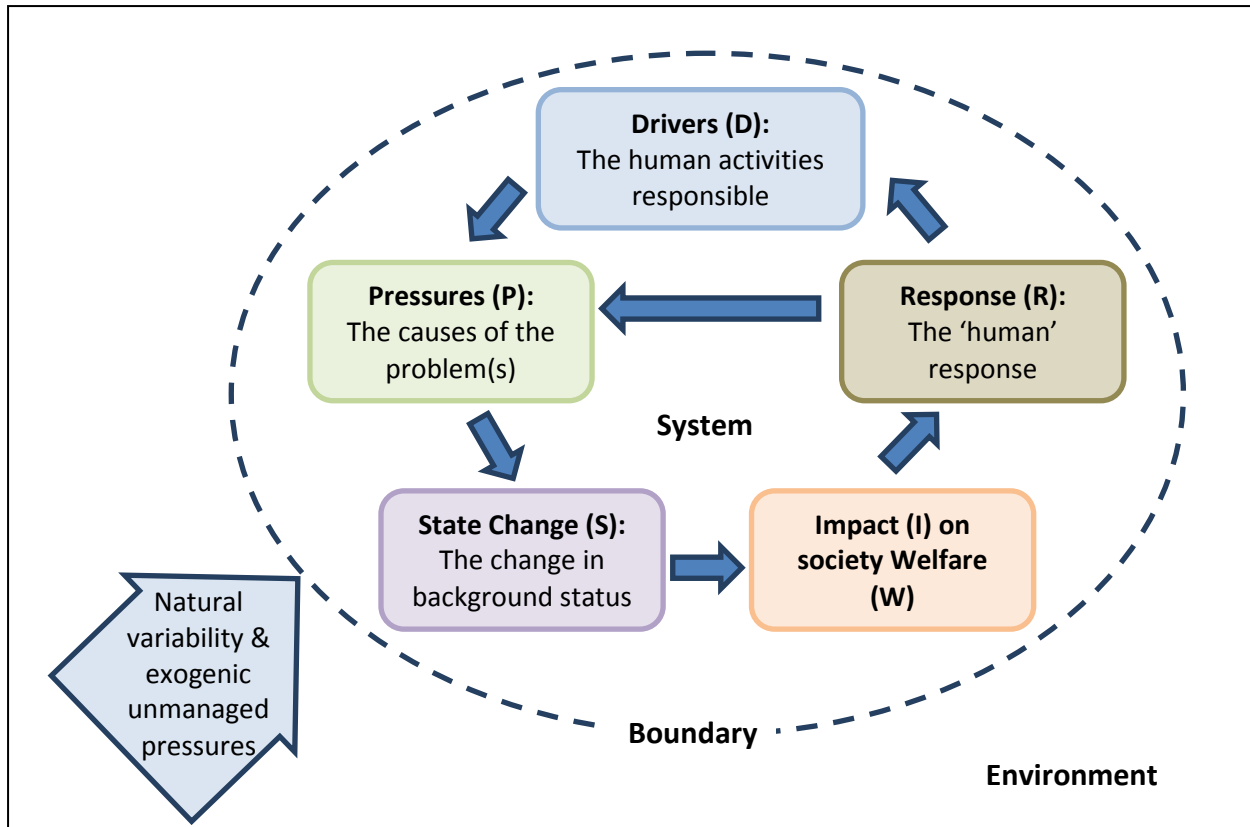 Drivers (D):
The human activities
responsible
Pressures (P):
The causes of the
problem(s)
Response (R):
The ‘human’
response
System
State Change (S):
The change in
background status
Impact (I) on
society Welfare
(W)
Natural
variability &
exogenic
unmanaged
pressures
Boundary
Environment